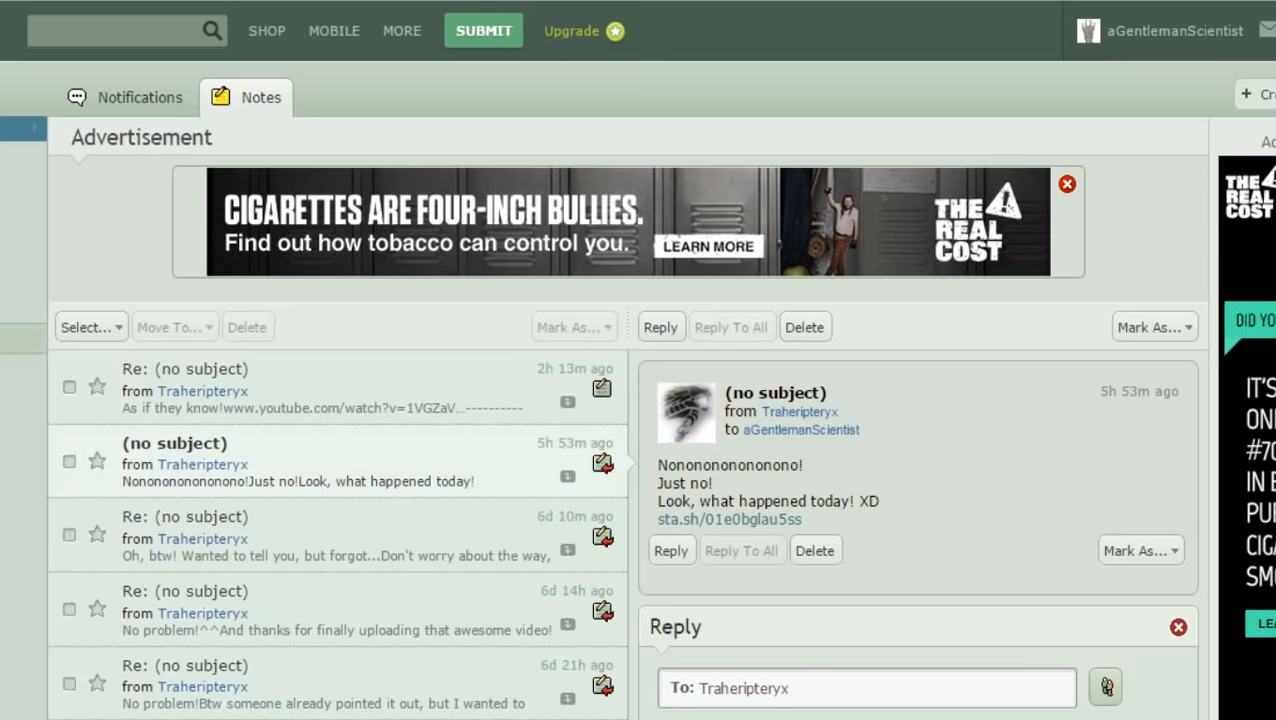 SHOP MOBILE MORE SUBMIT Upgrade aGentlemanScientist
Notifications Notes
Advertisement
CIGARETTES ARE FOUR-INCH BULLIES.
Find out how tobacco can control you. LEARN MORE
THE
REAL
COST
Select... Move To... Delete Mark As...
Re: (no subject) 2h 13m ago
from Traheripteryx
As if they know!www.youtube.com/watch?v=1VGZaV...----------
(no subject) 5h 53m ago
from Traheripteryx
Nonononononono!Just no!Look, what happened today!
Re: (no subject) 6d 10m ago
from Traheripteryx
Oh, btw! Wanted to tell you, but forgot...Don't worry about the way,
Re: (no subject) 6d 14h ago
from Traheripteryx
No problem!^^And thanks for finally uploading that awesome video!
Re: (no subject) 6d 21h ago
from Traheripteryx
No problem!Btw someone already pointed it out, but I wanted to
Reply Reply To All Delete Mark As...
(no subject) 5h 53m ago
from Traheripteryx
to aGentlemanScientist
Nonononononono!
Just no!
Look, what happened today! XD
sta.sh/01e0bglau5ss
Reply Reply To All Delete Mark As...
Reply
To: Traheripteryx
THE
REAL
COST
DID YO
IT'S
IN